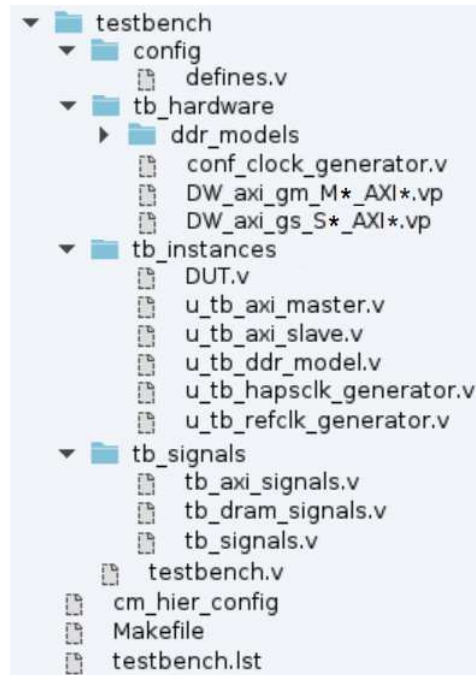 testbench
config
defines.v
tb_hardware
ddr_models
conf_clock_generator.v
DW_axi_gm_M*_AXI*.vp
DW_axi_gs_S*_AXI*.vp
tb_instances
DUT.v
u_tb_axi_master.v
u_tb_axi_slave.v
u_tb_ddr_model.v
u_tb_hapsclk_generator.v
u_tb_refclk_generator.v
tb_signals
tb_axi_signals.v
tb_dram_signals.v
tb_signals.v
testbench.v
cm_hier_config
Makefile
testbench.lst